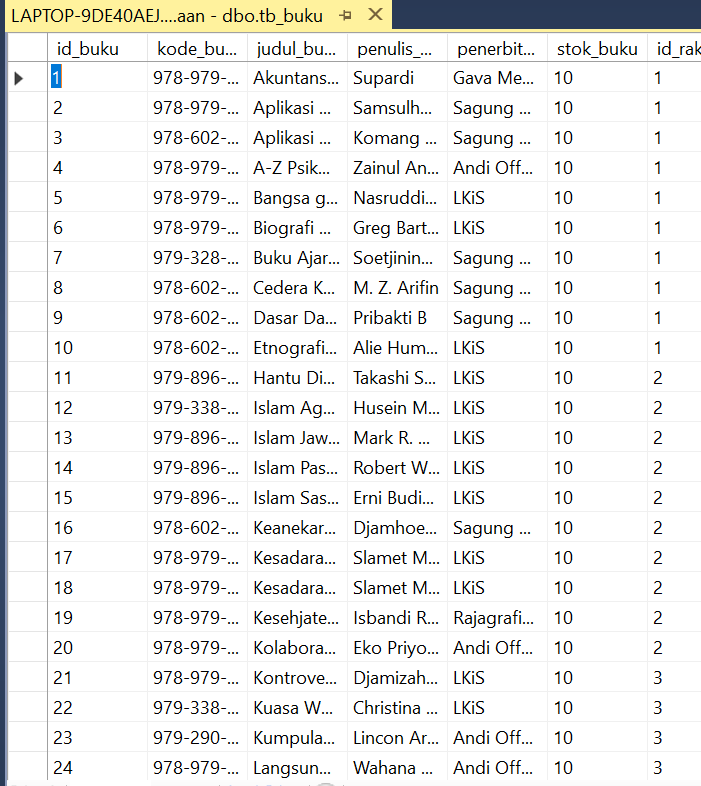 LAPTOP-9DE40AEJ....aan - dbo.tb_buku
id_buku kode_bu... judul_bu... penulis_... penerbit... stok_buku id_rak
1 978-979-... Akuntans... Supardi Gava Me... 10 1
2 978-979-... Aplikasi ... Samsulh... Sagung ... 10 1
3 978-602-... Aplikasi ... Komang ... Sagung ... 10 1
4 978-979-... A-Z Psik... Zainul An... Andi Off... 10 1
5 978-979-... Bangsa g... Nasruddi... LKiS 10 1
6 978-979-... Biografi ... Greg Bart... LKiS 10 1
7 979-328-... Buku Ajar... Soetjinin... Sagung ... 10 1
8 978-602-... Cedera K... M. Z. Arifin Sagung ... 10 1
9 978-602-... Dasar Da... Pribakti B Sagung ... 10 1
10 978-602-... Etnografi... Alie Hum... LKiS 10 1
11 979-896-... Hantu Di... Takashi S... LKiS 10 2
12 979-338-... Islam Ag... Husein M... LKiS 10 2
13 979-896-... Islam Jaw... Mark R. ... LKiS 10 2
14 979-896-... Islam Pas... Robert W... LKiS 10 2
15 979-896-... Islam Sas... Erni Budi... LKiS 10 2
16 978-602-... Keanekar... Djamhoe... Sagung ... 10 2
17 978-979-... Kesadara... Slamet M... LKiS 10 2
18 978-979-... Kesadara... Slamet M... LKiS 10 2
19 978-979-... Kesehjate... Isbandi R... Rajagrafi... 10 2
20 978-979-... Kolabora... Eko Priyo... Andi Off... 10 2
21 978-979-... Kontrove... Djamizah... LKiS 10 3
22 979-338-... Kuasa W... Christina ... LKiS 10 3
23 979-290-... Kumpula... Lincon Ar... Andi Off... 10 3
24 978-979-... Langsun... Wahana ... Andi Off... 10 3